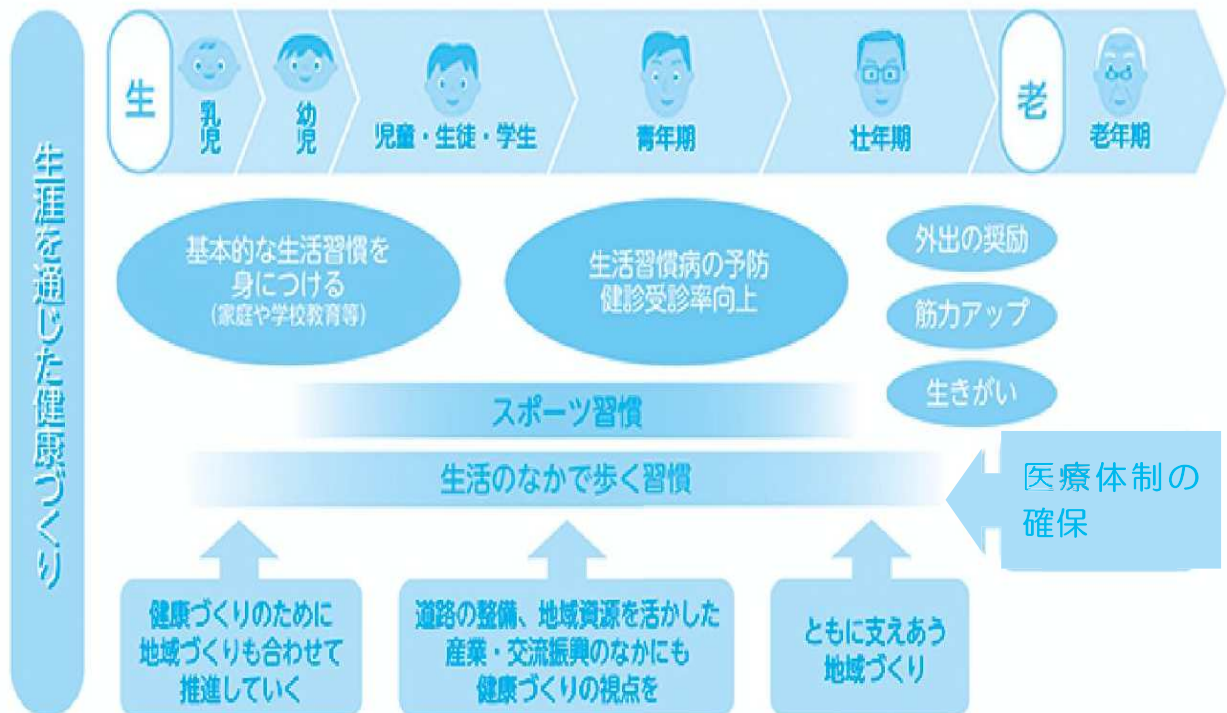 生涯を通じた健康づくり
生
乳児
幼児
児童・生徒・学生
青年期
壮年期
老
老年期
基本的な生活習慣を
身につける
(家庭や学校教育等)
生活習慣病の予防
健診受診率向上
外出の奨励
筋力アップ
生きがい
スポーツ習慣
生活のなかで歩く習慣
医療体制の
確保
健康づくりのために
地域づくりも合わせて
推進していく
道路の整備、地域資源を活かした
産業・交流振興のなかにも
健康づくりの視点を
ともに支えあう
地域づくり